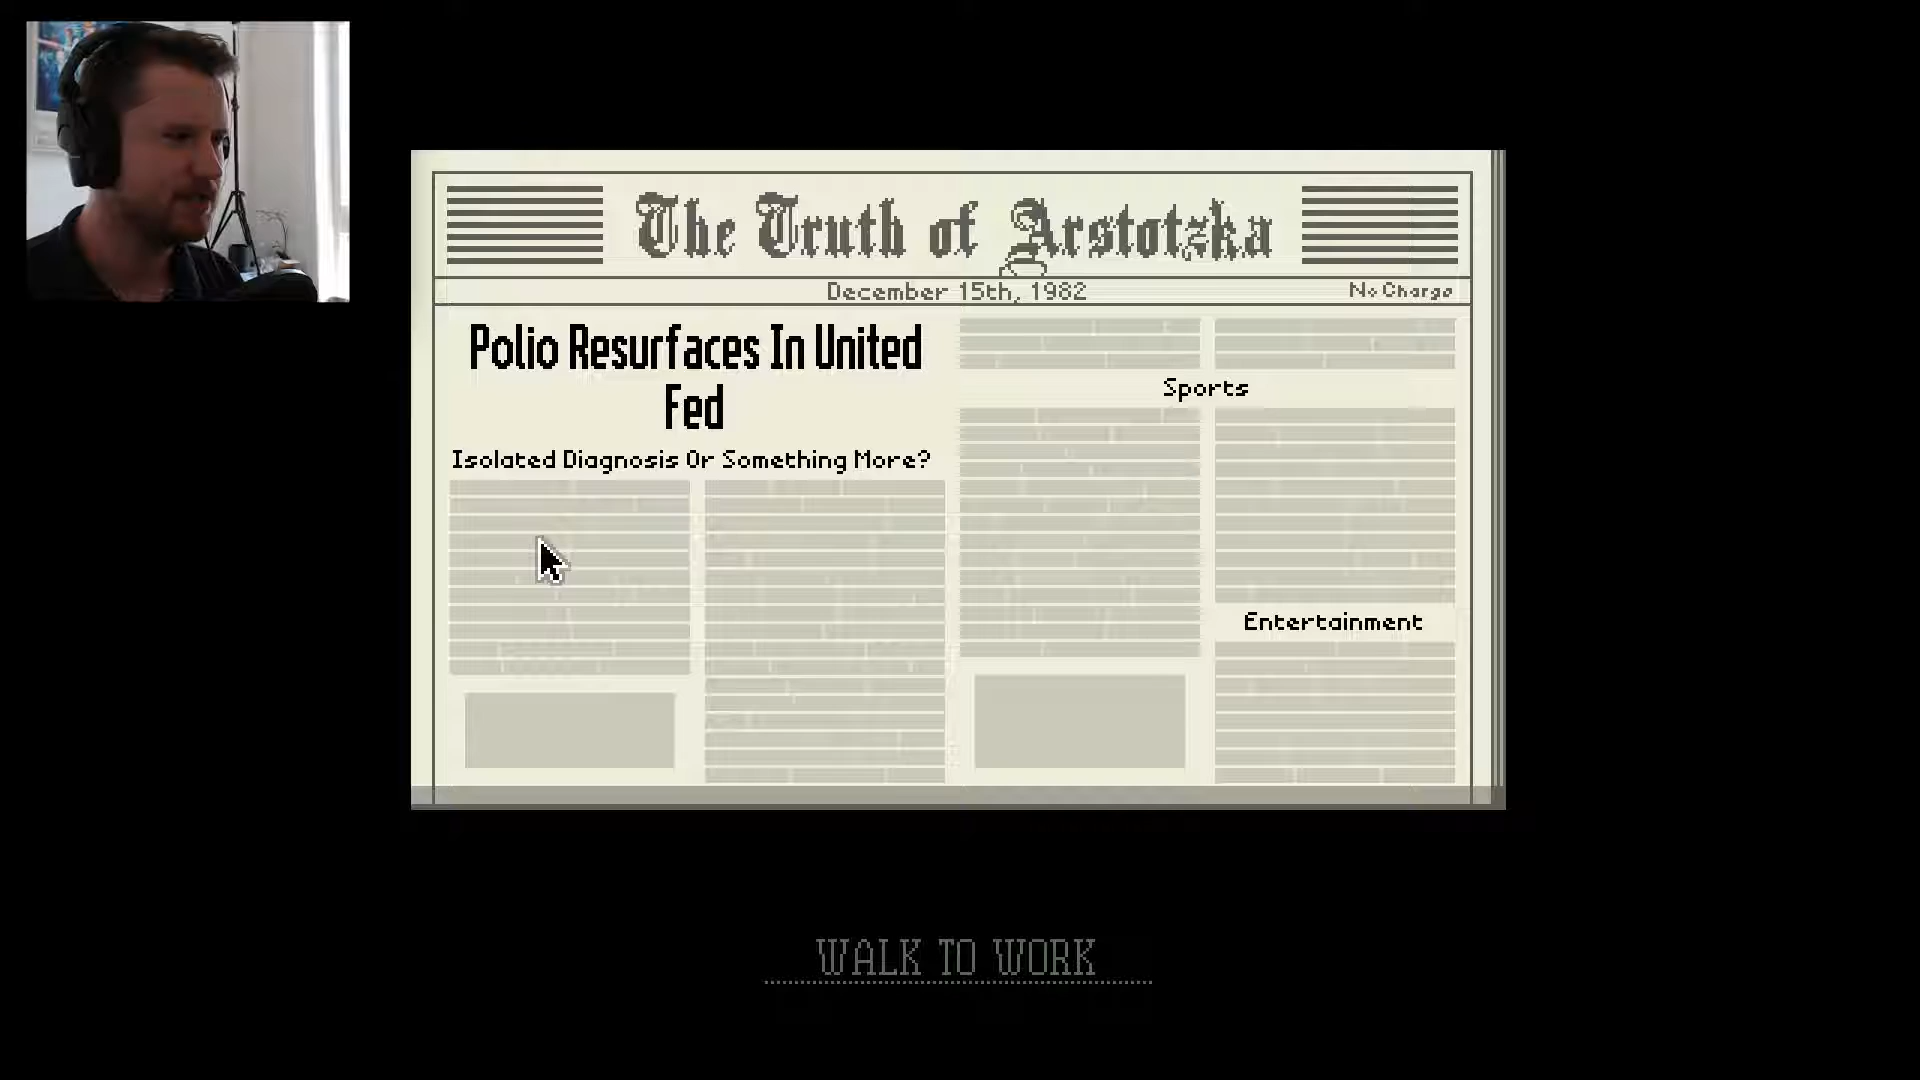 The Truth of Arstotzka
December 15th, 1982
No Charge
Polio Resurfaces In United
Fed
Isolated Diagnosis Or Something More?
Sports
Entertainment
WALK TO WORK